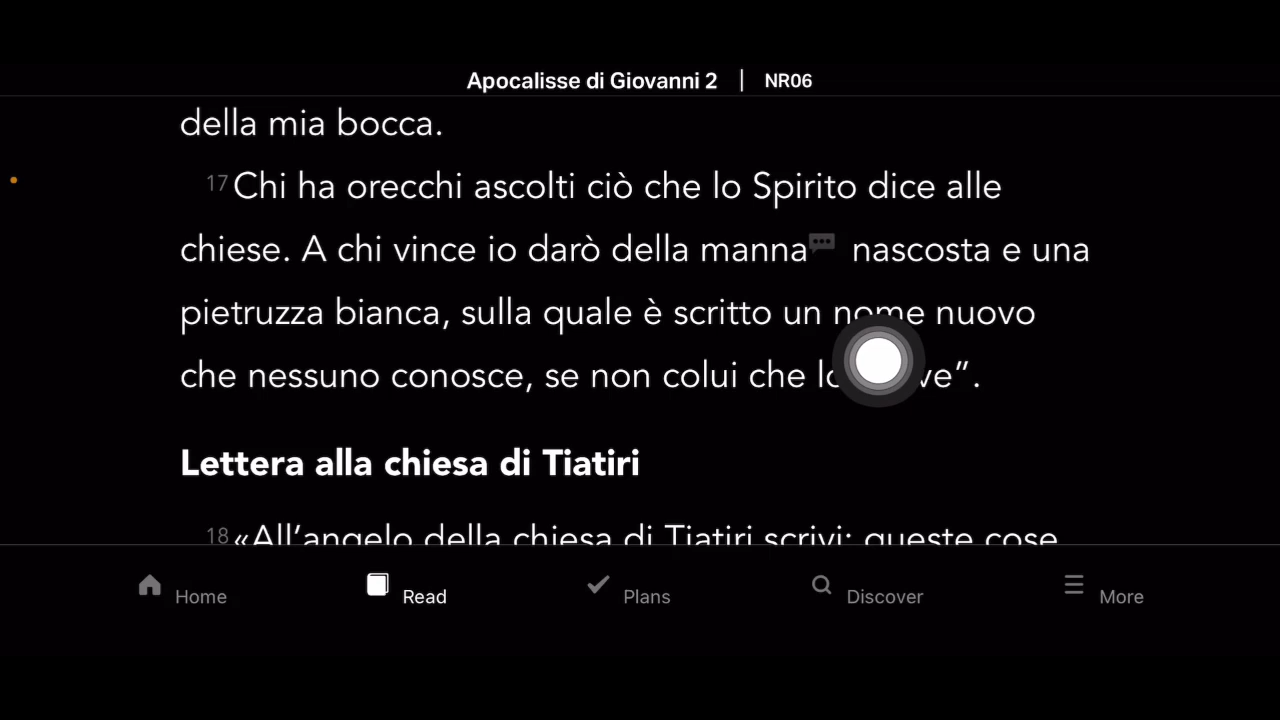 Apocalisse di Giovanni 2 | NR06
della mia bocca.
17 Chi ha orecchi ascolti ciò che lo Spirito dice alle
chiese. A chi vince io darò della manna nascosta e una
pietruzza bianca, sulla quale è scritto un nome nuovo
che nessuno conosce, se non colui che
Lettera alla chiesa di Tiatiri
18 «All’angelo della chiesa di Tiatiri scrivi: queste cose
Home Read Plans Discover More